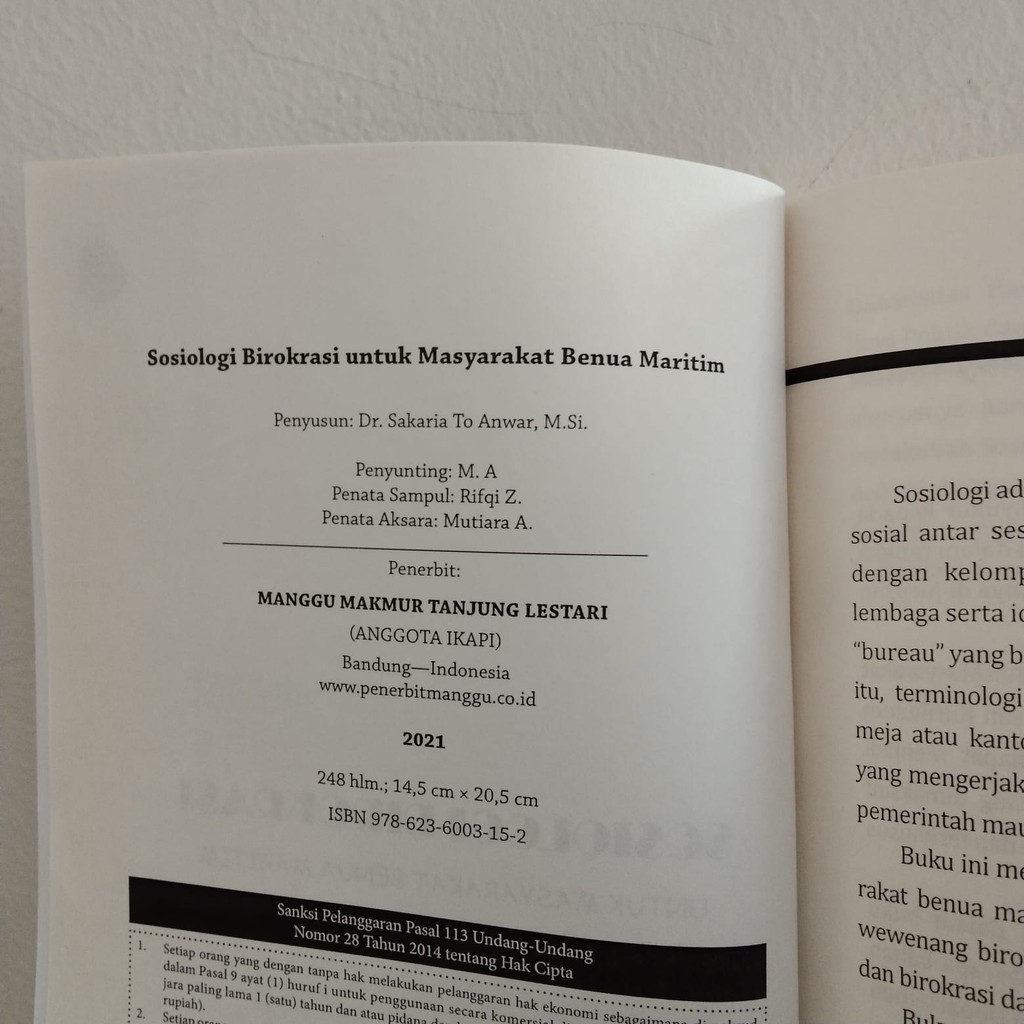 Sosiologi Birokrasi untuk Masyarakat Benua Maritim
Penyusun: Dr. Sakaria To Anwar, M.Si.
Penyunting: M. A
Penata Sampul: Rifqi Z.
Penata Aksara: Mutiara A.
Penerbit:
MANGGU MAKMUR TANJUNG LESTARI
(ANGGOTA IKAPI)
Bandung—Indonesia
www.penerbitmanggu.co.id
2021
248 hlm.; 14,5 cm × 20,5 cm
ISBN 978-623-6003-15-2
Sanksi Pelanggaran Pasal 113 Undang-Undang
Nomor 28 Tahun 2014 tentang Hak Cipta
1. Setiap orang yang dengan tanpa hak melakukan pelanggaran hak ekonomi sebagaimana
dalam Pasal 9 ayat (1) huruf i untuk penggunaan secara
jara paling lama 1 (satu) tahun dan atau pidana
rupiah).
2. Setiap
Sosiologi ad
sosial antar ses
dengan kelomp
lembaga serta id
“bureau” yang b
itu, terminologi
meja atau kanto
yang mengerjak
pemerintah mau
Buku ini me
rakat benua ma
wewenang biro
dan birokrasi da